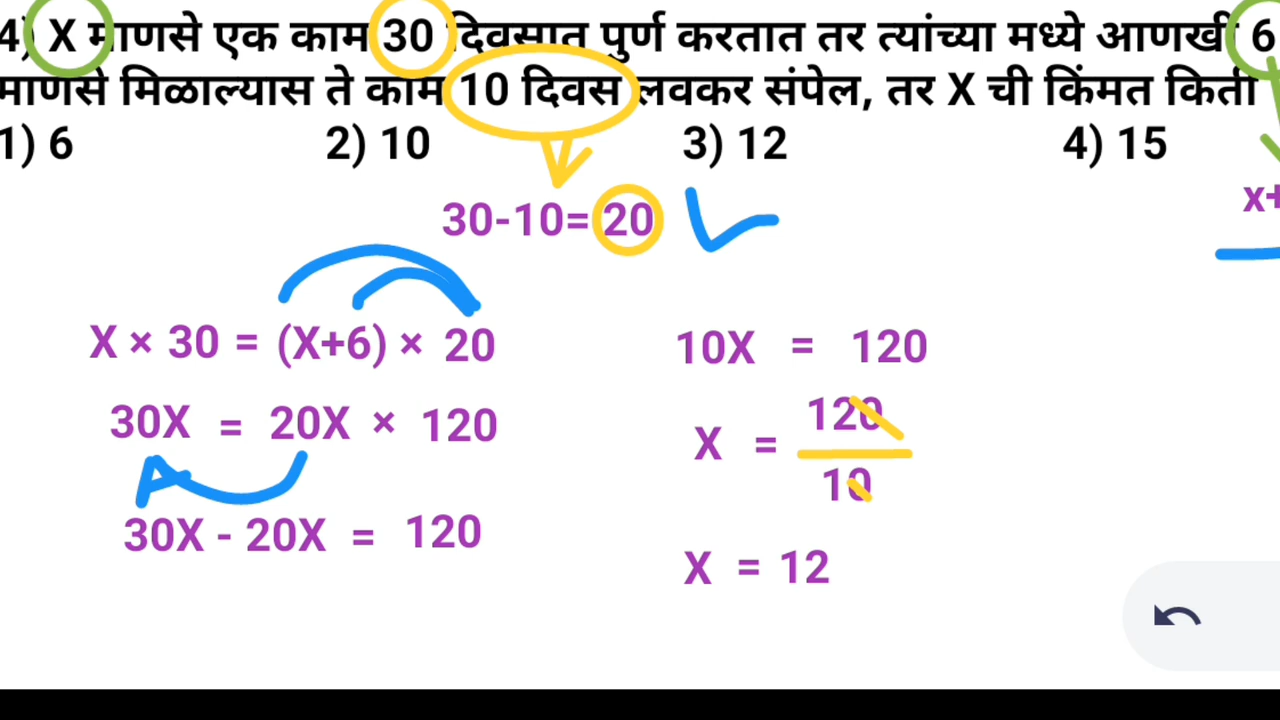 4) X माणसे एक काम 30 दिवसात पुर्ण करतात तर त्यांच्या मध्ये आणखी 6
माणसे मिळाल्यास ते काम 10 दिवस लवकर संपेल, तर X ची किंमत किती
1) 6 2) 10 3) 12 4) 15
30-10= 20
x+
X × 30 = (X+6) × 20
30X = 20X × 120
30X - 20X = 120
10X = 120
X = 120
10
X = 12